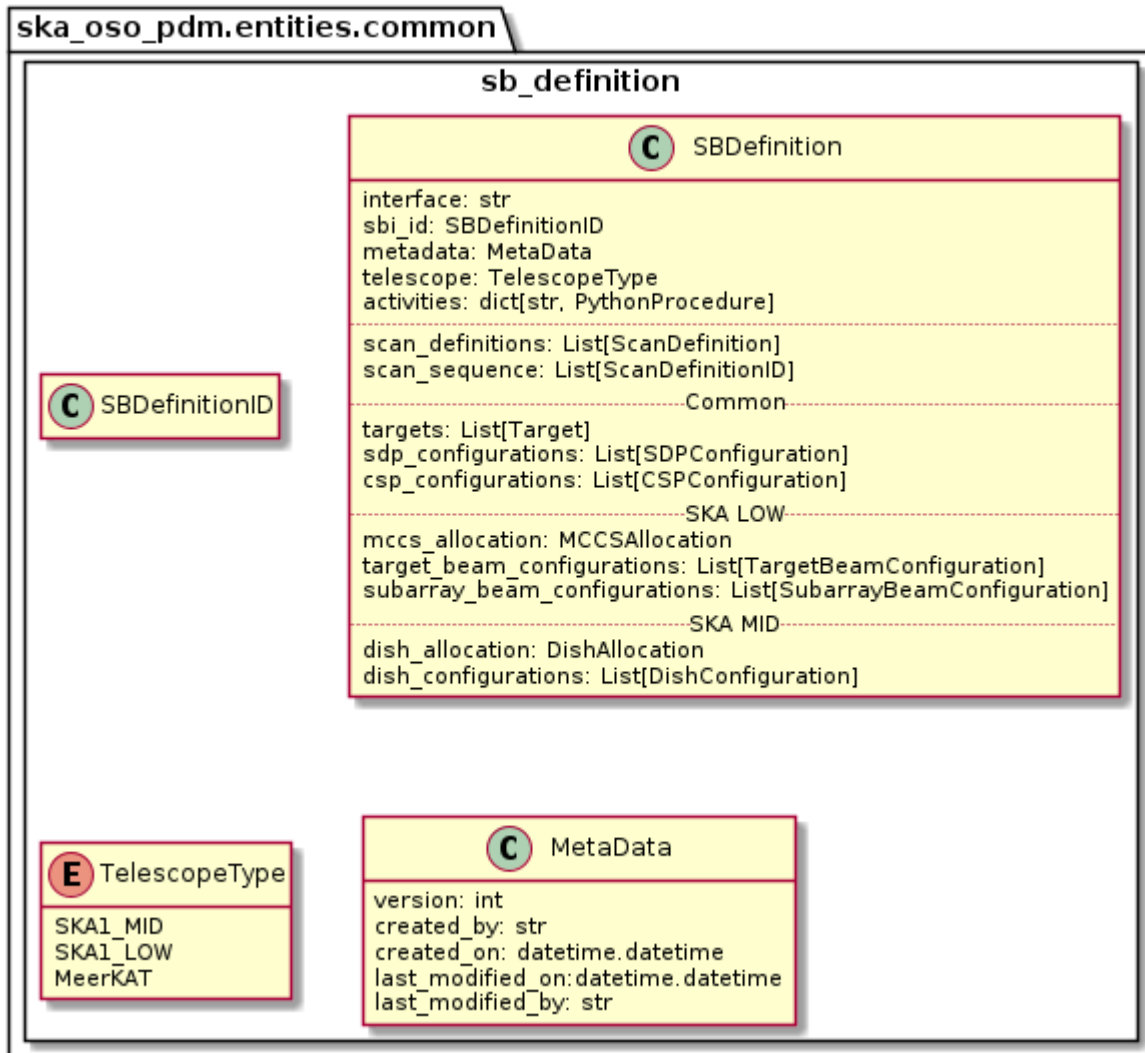 ska_oso_pdm.entities.common
sb_definition
C SBDefinition
interface: str
sbi_id: SBDefinitionID
metadata: MetaData
telescope: TelescopeType
activities: dict[str, PythonProcedure]
scan_definitions: List[ScanDefinition]
scan_sequence: List[ScanDefinitionID]
Common
targets: List[Target]
sdp_configurations: List[SDPConfiguration]
csp_configurations: List[CSPConfiguration]
SKA LOW
mccs_allocation: MCCSAllocation
target_beam_configurations: List[TargetBeamConfiguration]
subarray_beam_configurations: List[SubarrayBeamConfiguration]
SKA MID
dish_allocation: DishAllocation
dish_configurations: List[DishConfiguration]
C SBDefinitionID
E TelescopeType
SKA1_MID
SKA1_LOW
MeerKAT
C MetaData
version: int
created_by: str
created_on: datetime.datetime
last_modified_on:datetime.datetime
last_modified_by: str